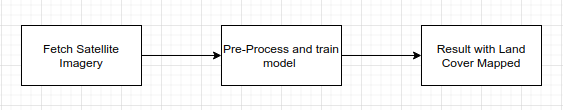 Fetch Satellite
Imagery
Pre-Process and train
model
Result with Land
Cover Mapped